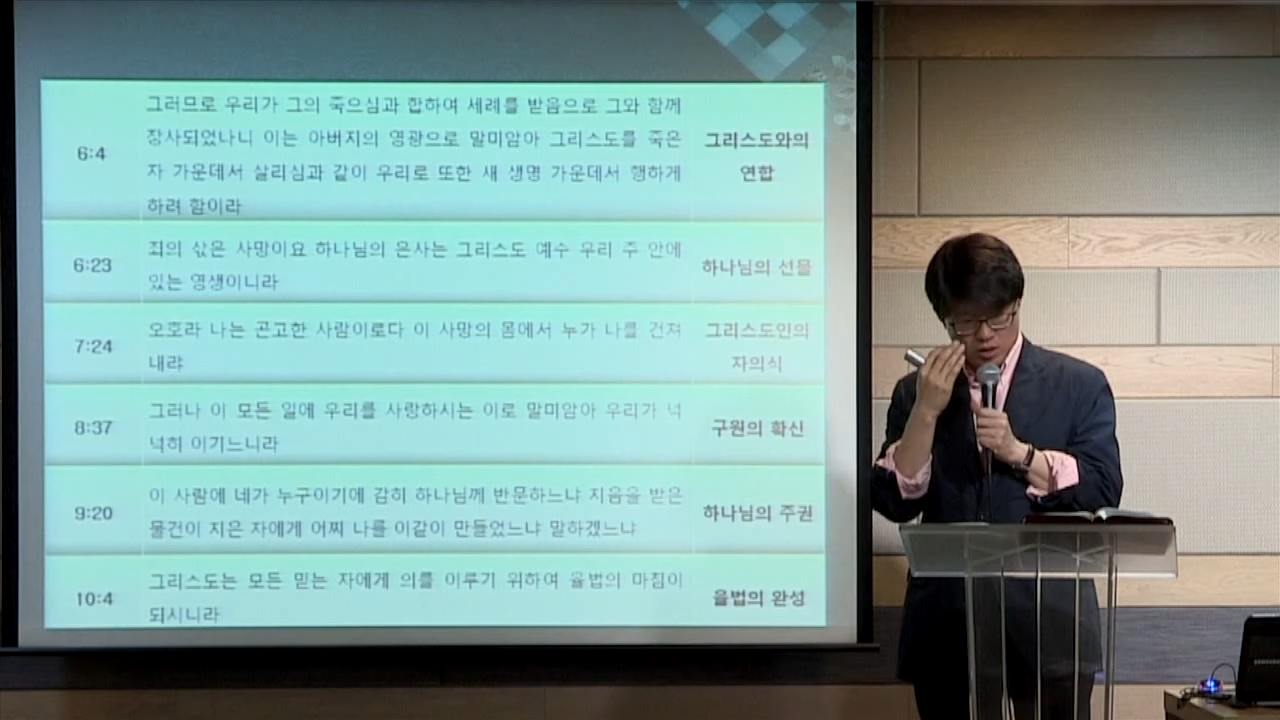 6:4
그러므로 우리가 그의 죽으심과 합하여 세례를 받음으로 그와 함께
장사되었나니 이는 아버지의 영광으로 말미암아 그리스도를 죽은
자 가운데서 살리심과 같이 우리로 또한 새 생명 가운데서 행하게
하려 함이라
그리스도와의
연합
6:23
죄의 삯은 사망이요 하나님의 은사는 그리스도 예수 우리 주 안에
있는 영생이니라
하나님의 선물
7:24
오호라 나는 곤고한 사람이로다 이 사망의 몸에서 누가 나를 건져
내랴
그리스도인의
자의식
8:37
그러나 이 모든 일에 우리를 사랑하시는 이로 말미암아 우리가 넉
넉히 이기느니라
구원의 확신
9:20
이 사람아 네가 누구이기에 감히 하나님께 반문하느냐 지음을 받은
물건이 지은 자에게 어찌 나를 이같이 만들었느냐 말하겠느냐
하나님의 주권
10:4
그리스도는 모든 믿는 자에게 의를 이루기 위하여 율법의 마침이
되시니라
율법의 완성